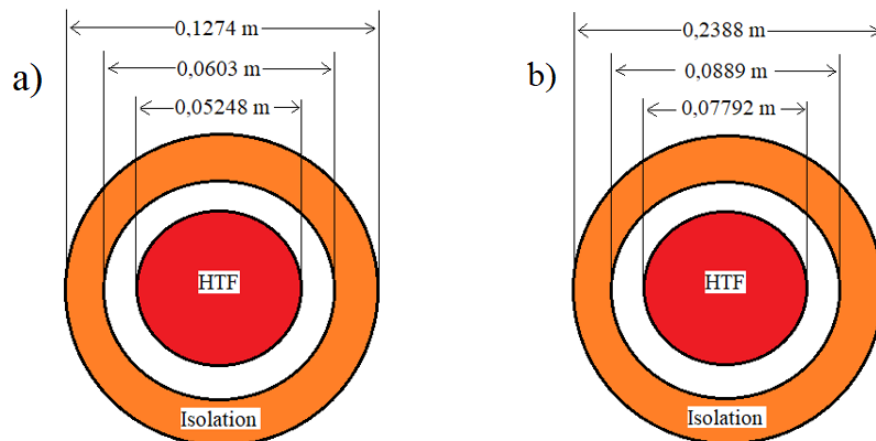 a)
0,1274 m
0,0603 m
0,05248 m
HTF
Isolation
b)
0,2388 m
0,0889 m
0,07792 m
HTF
Isolation